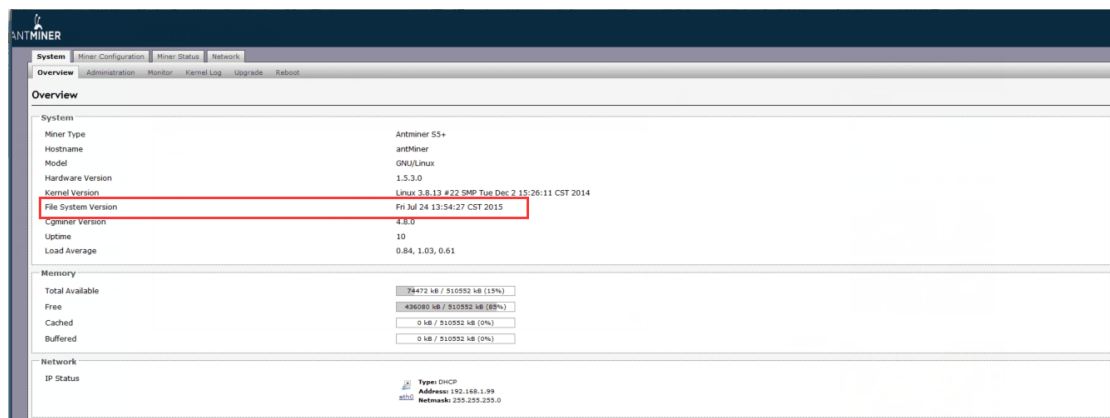 ANTMINER
System Miner Configuration Miner Status Network
Overview Administration Monitor Kernel Log Upgrade Reboot
Overview
System
Miner Type Antminer S5+
Hostname antMiner
Model GNU/Linux
Hardware Version 1.5.3.0
Kernel Version Linux 3.8.13 #22 SMP Tue Dec 2 15:26:11 CST 2014
File System Version Fri Jul 24 13:54:27 CST 2015
Cgminer Version 4.8.0
Uptime 10
Load Average 0.84, 1.03, 0.61
Memory
Total Available 74472 kB / 510552 kB (15%)
Free 436080 kB / 510552 kB (85%)
Cached 0 kB / 510552 kB (0%)
Buffered 0 kB / 510552 kB (0%)
Network
IP Status Type: DHCP
Address: 192.168.1.99
eth0 Netmask: 255.255.255.0